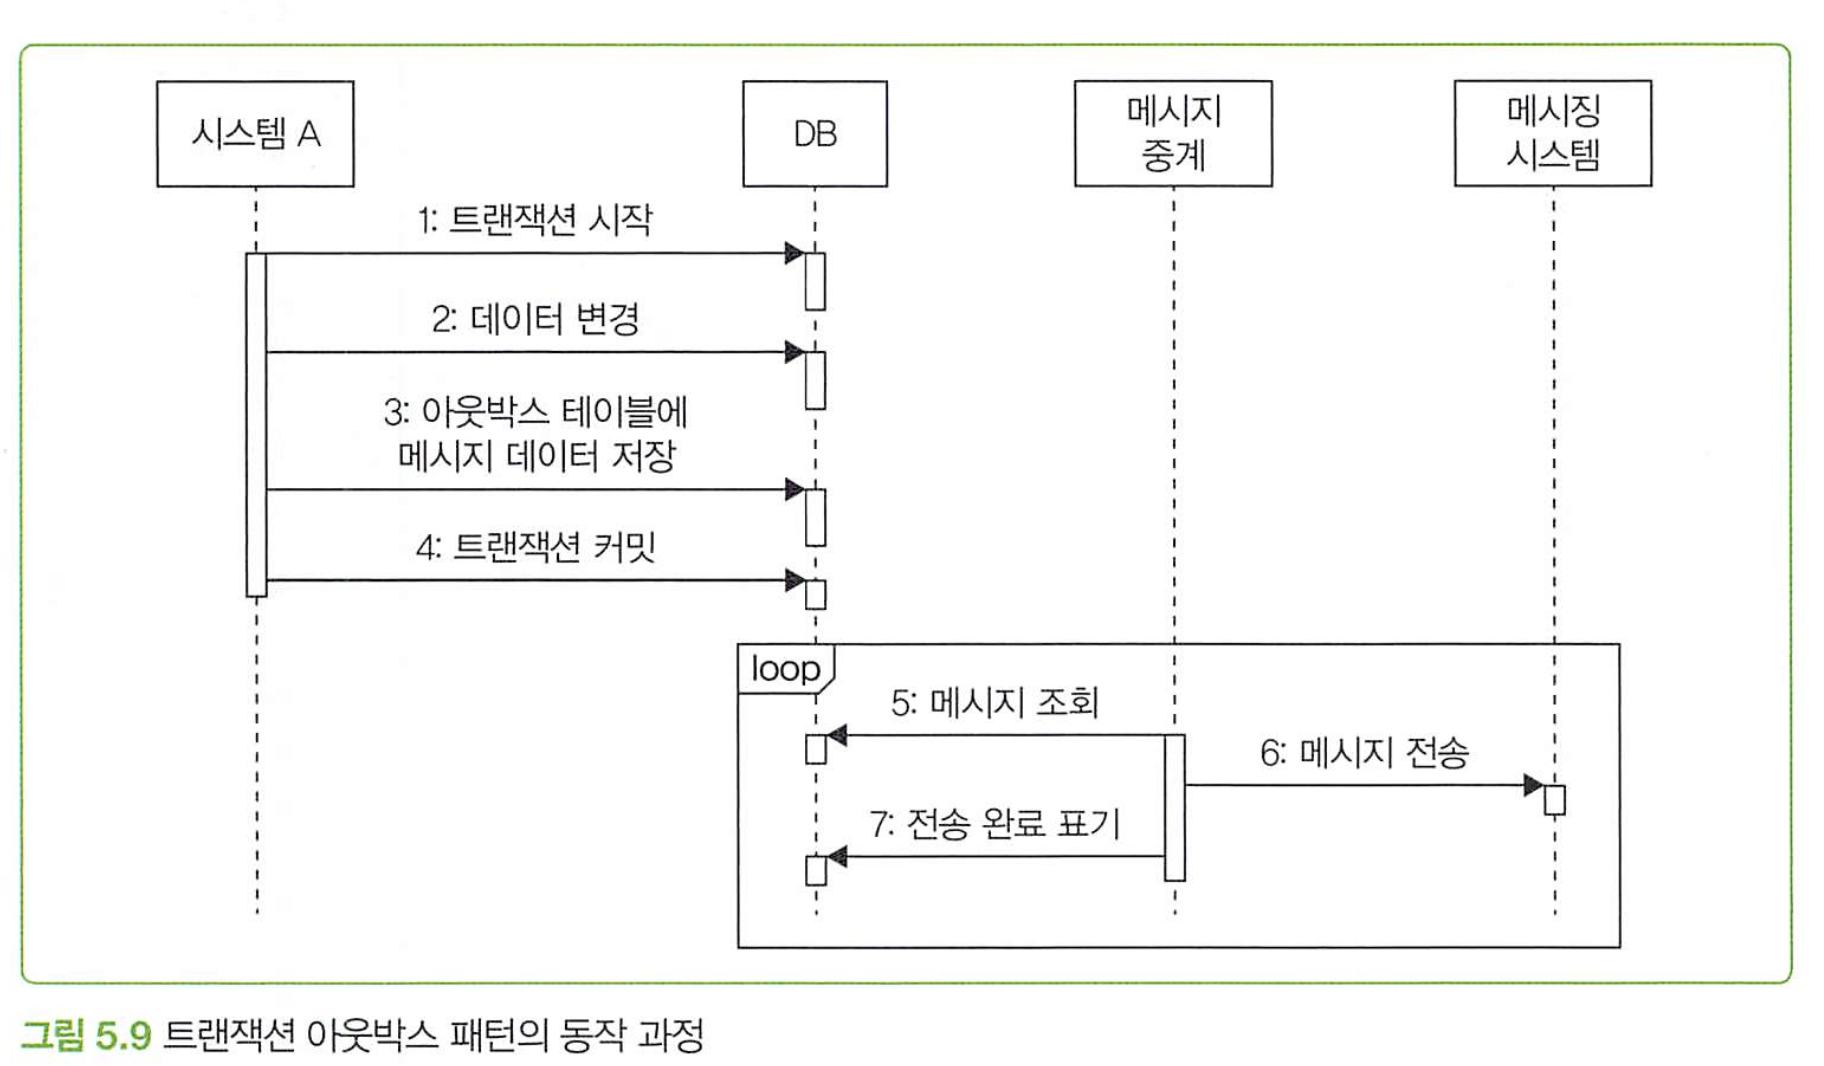 시스템 A
DB
메시지
중계
메시징
시스템
1: 트랜잭션 시작
2: 데이터 변경
3: 아웃박스 테이블에
메시지 데이터 저장
4: 트랜잭션 커밋
loop
5: 메시지 조회
6: 메시지 전송
7: 전송 완료 표기
그림 5.9 트랜잭션 아웃박스 패턴의 동작 과정